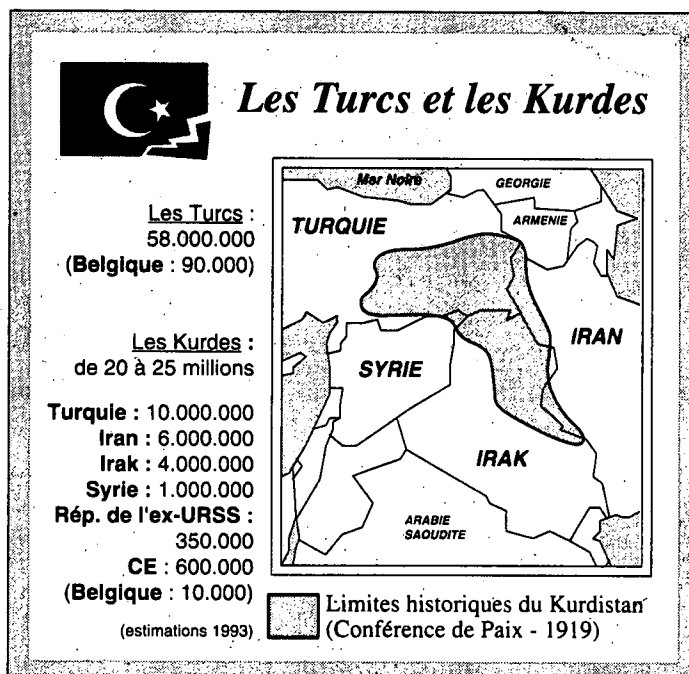 Les Turcs et les Kurdes
Les Turcs :
58.000.000
(Belgique : 90.000)
Les Kurdes :
de 20 à 25 millions
Turquie : 10.000.000
Iran : 6.000.000
Irak : 4.000.000
Syrie : 1.000.000
Rép. de l'ex-URSS :
350.000
CE : 600.000
(Belgique : 10.000)
(estimations 1993)
Mer Noire
GEORGIE
ARMENIE
TURQUIE
IRAN
SYRIE
IRAK
ARABIE
SAOUDITE
Limites historiques du Kurdistan
(Conférence de Paix - 1919)